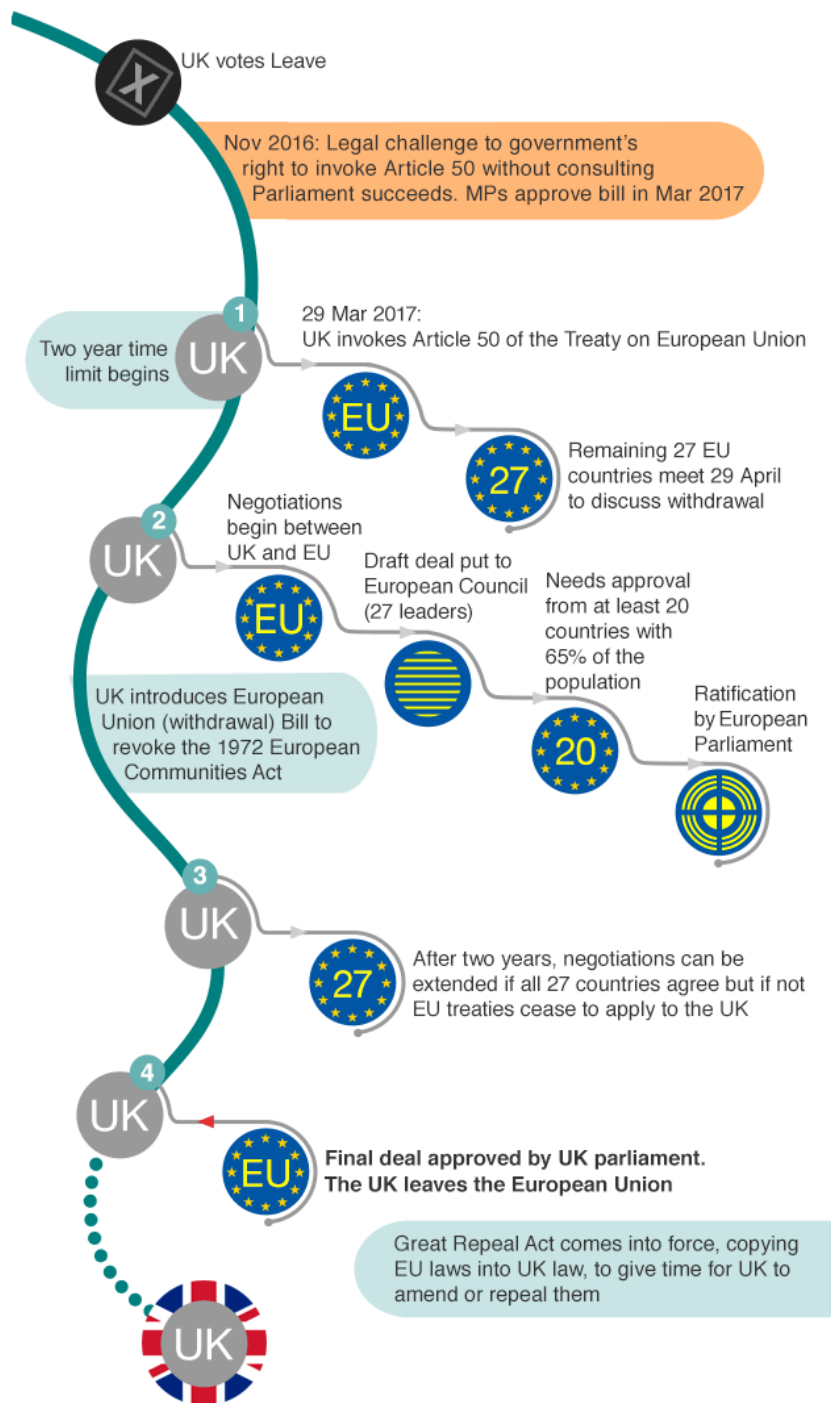 UK votes Leave
Nov 2016: Legal challenge to government's
right to invoke Article 50 without consulting
Parliament succeeds. MPs approve bill in Mar 2017
1
UK
Two year time
limit begins
29 Mar 2017:
UK invokes Article 50 of the Treaty on European Union
EU
27
Remaining 27 EU
countries meet 29 April
to discuss withdrawal
2
UK
Negotiations
begin between
UK and EU
EU
Draft deal put to
European Council
(27 leaders)
Needs approval
from at least 20
countries with
65% of the
population
20
Ratification
by European
Parliament
UK introduces European
Union (withdrawal) Bill to
revoke the 1972 European
Communities Act
3
UK
27
After two years, negotiations can be
extended if all 27 countries agree but if not
EU treaties cease to apply to the UK
4
UK
EU
Final deal approved by UK parliament.
The UK leaves the European Union
Great Repeal Act comes into force, copying
EU laws into UK law, to give time for UK to
amend or repeal them
UK